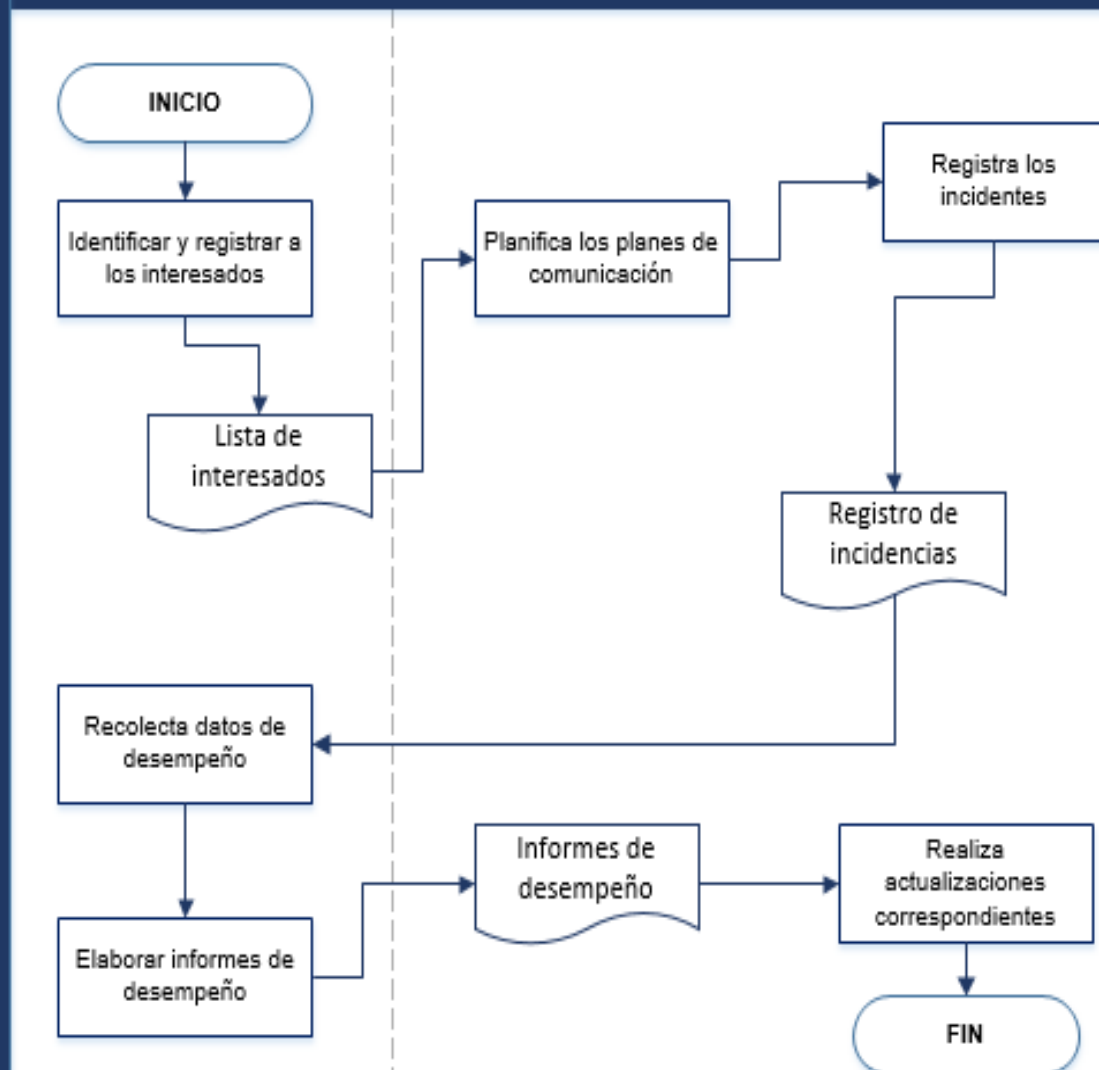 INICIO
Identificar y registrar a
los interesados
Lista de
interesados
Planifica los planes de
comunicación
Registra los
incidentes
Registro de
incidencias
Recolecta datos de
desempeño
Elaborar informes de
desempeño
Informes de
desempeño
Realiza
actualizaciones
correspondientes
FIN